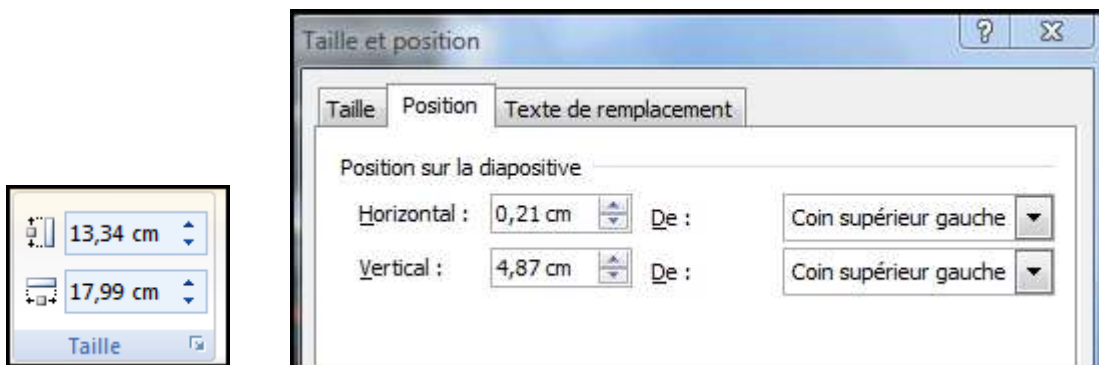 13,34 cm
17,99 cm
Taille
Taille et position
Taille Position Texte de remplacement
Position sur la diapositive
Horizontal : 0,21 cm De : Coin supérieur gauche
Vertical : 4,87 cm De : Coin supérieur gauche